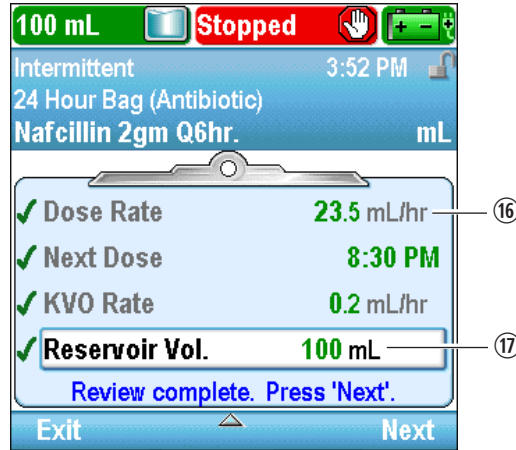 100 mL Stopped
Intermittent 3:52 PM
24 Hour Bag (Antibiotic)
Nafcillin 2gm Q6hr. mL
Dose Rate 23.5 mL/hr 16
Next Dose 8:30 PM
KVO Rate 0.2 mL/hr
Reservoir Vol. 100 mL 17
Review complete. Press 'Next'.
Exit Next